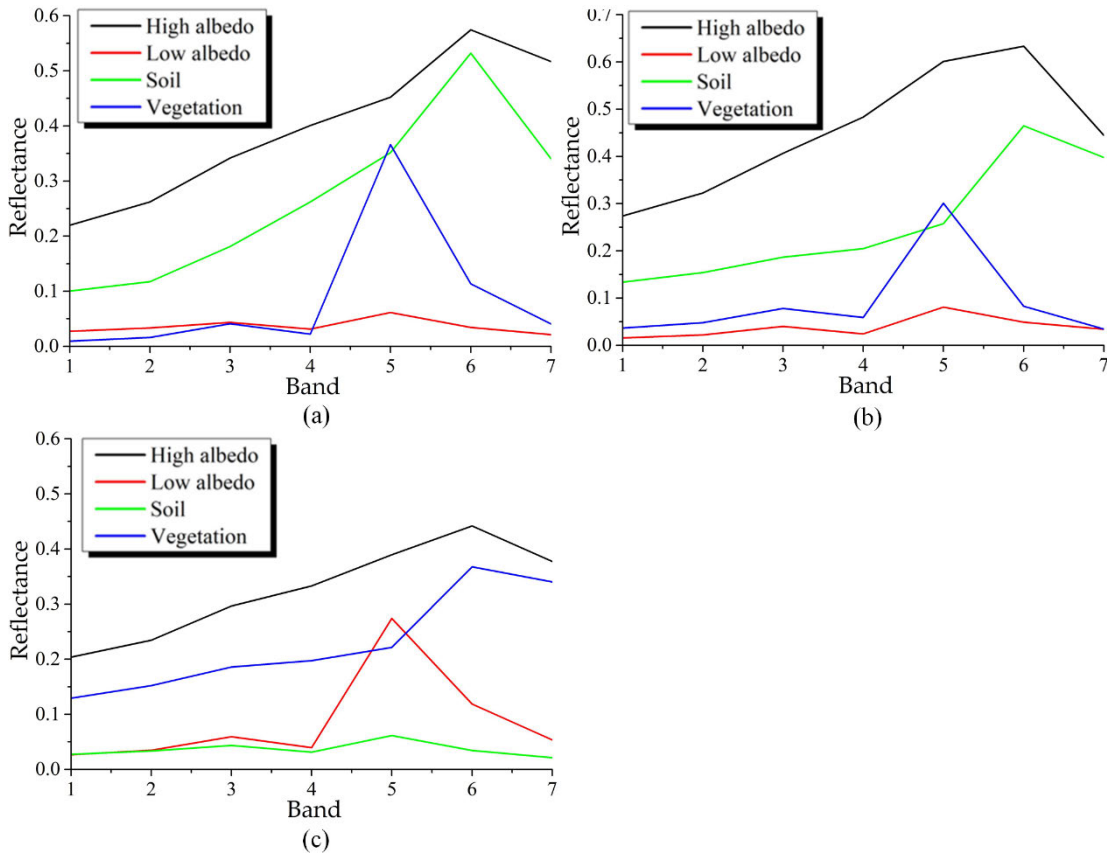 0.6
0.5
0.4
0.3
0.2
0.1
0.0
Reflectance
High albedo
Low albedo
Soil
Vegetation
1 2 3 4 5 6 7
Band
(a)
0.7
0.6
0.5
0.4
0.3
0.2
0.1
0.0
Reflectance
High albedo
Low albedo
Soil
Vegetation
1 2 3 4 5 6 7
Band
(b)
0.6
0.5
0.4
0.3
0.2
0.1
0.0
Reflectance
High albedo
Low albedo
Soil
Vegetation
1 2 3 4 5 6 7
Band
(c)